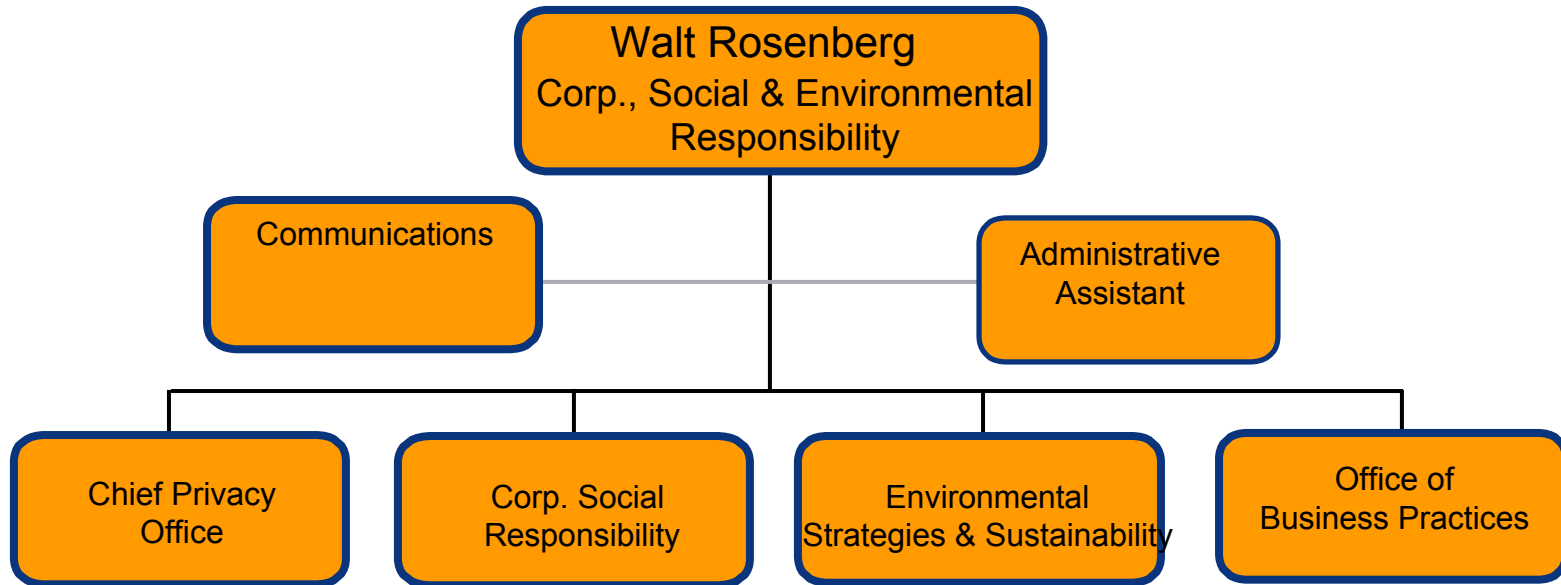 Walt Rosenberg
Corp., Social & Environmental
Responsibility
Communications
Administrative
Assistant
Chief Privacy
Office
Corp. Social
Responsibility
Environmental
Strategies & Sustainability
Office of
Business Practices